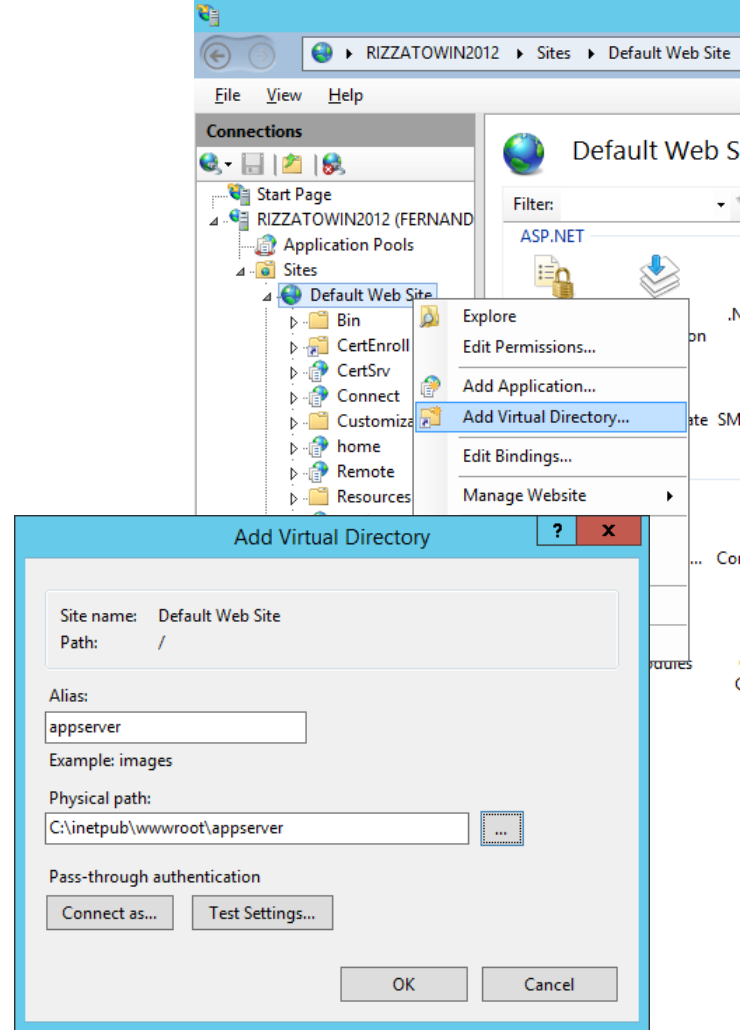 RIZZATOWIN2012 Sites Default Web Site
File View Help
Connections
Default Web S
Start Page
RIZZATOWIN2012 (FERNAND
Application Pools
Sites
Default Web Site
Bin
CertEnroll
CertSrv
Connect
Customiza
home
Remote
Resources
Filter:
ASP.NET
Explore
Edit Permissions...
Add Application...
Add Virtual Directory...
Edit Bindings...
Manage Website
.N
on
ate SM
... Co
Add Virtual Directory
? x
Site name: Default Web Site
Path: /
Alias:
appserver
Example: images
Physical path:
C:\inetpub\wwwroot\appserver
...
Pass-through authentication
Connect as...
Test Settings...
OK
Cancel